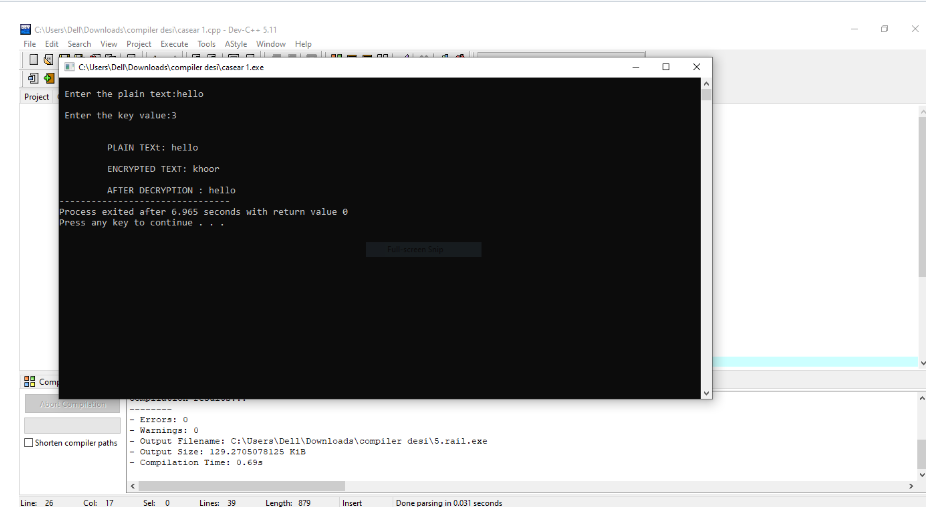 C:\Users\Dell\Downloads\compiler desi\casear 1.cpp - Dev-C++ 5.11
File Edit Search View Project Execute Tools AStyle Window Help
C:\Users\Dell\Downloads\compiler desi\casear 1.exe
Project
Enter the plain text:hello
Enter the key value:3
PLAIN TEXt: hello
ENCRYPTED TEXT: khoor
AFTER DECRYPTION : hello
--------------------------------
Process exited after 6.965 seconds with return value 0
Press any key to continue . . .
Comp
Abort Compilation
Shorten compiler paths
Compilation results...
--------
- Errors: 0
- Warnings: 0
- Output Filename: C:\Users\Dell\Downloads\compiler desi\5.rail.exe
- Output Size: 129.2705078125 KiB
- Compilation Time: 0.69s
Line: 26 Col: 17 Sel: 0 Lines: 39 Length: 879 Insert Done parsing in 0.031 seconds